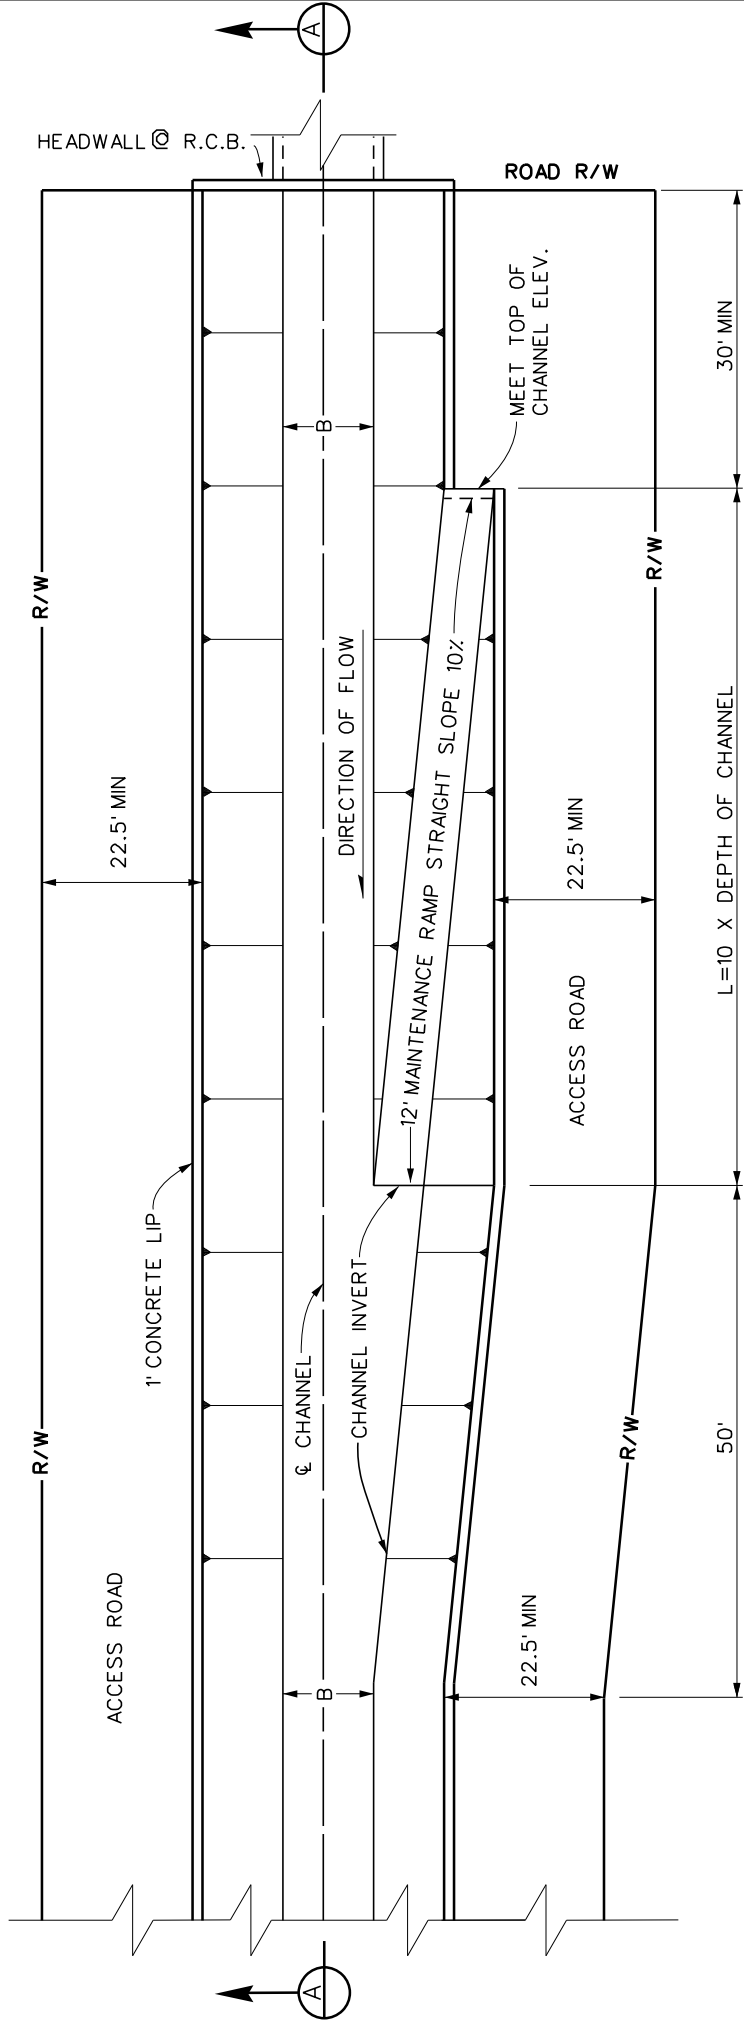 A
HEADWALL @ R.C.B.
ROAD R/W
30' MIN
MEET TOP OF
CHANNEL ELEV.
B
R/W
R/W
DIRECTION OF FLOW
12' MAINTENANCE RAMP STRAIGHT SLOPE 10%
22.5' MIN
22.5' MIN
L=10 X DEPTH OF CHANNEL
ACCESS ROAD
1' CONCRETE LIP
℄ CHANNEL
CHANNEL INVERT
R/W
R/W
50'
ACCESS ROAD
22.5' MIN
B
A